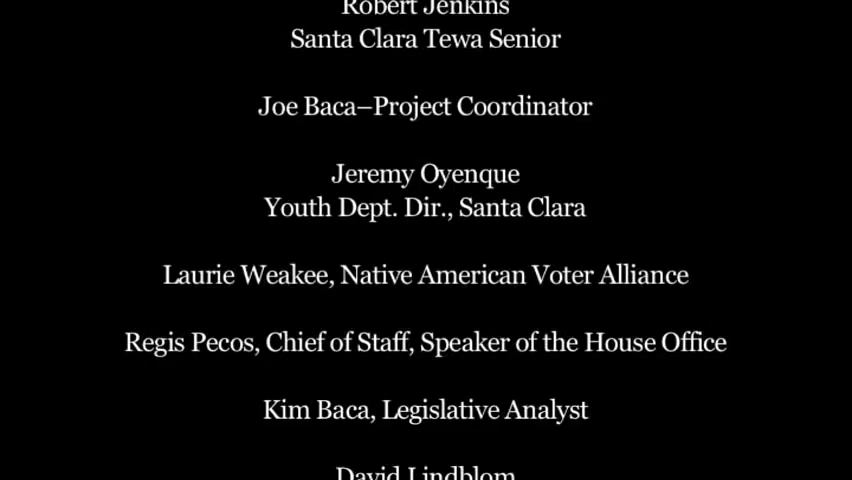 Robert Jenkins
Santa Clara Tewa Senior
Joe Baca–Project Coordinator
Jeremy Oyenque
Youth Dept. Dir., Santa Clara
Laurie Weakee, Native American Voter Alliance
Regis Pecos, Chief of Staff, Speaker of the House Office
Kim Baca, Legislative Analyst
David Lindblom